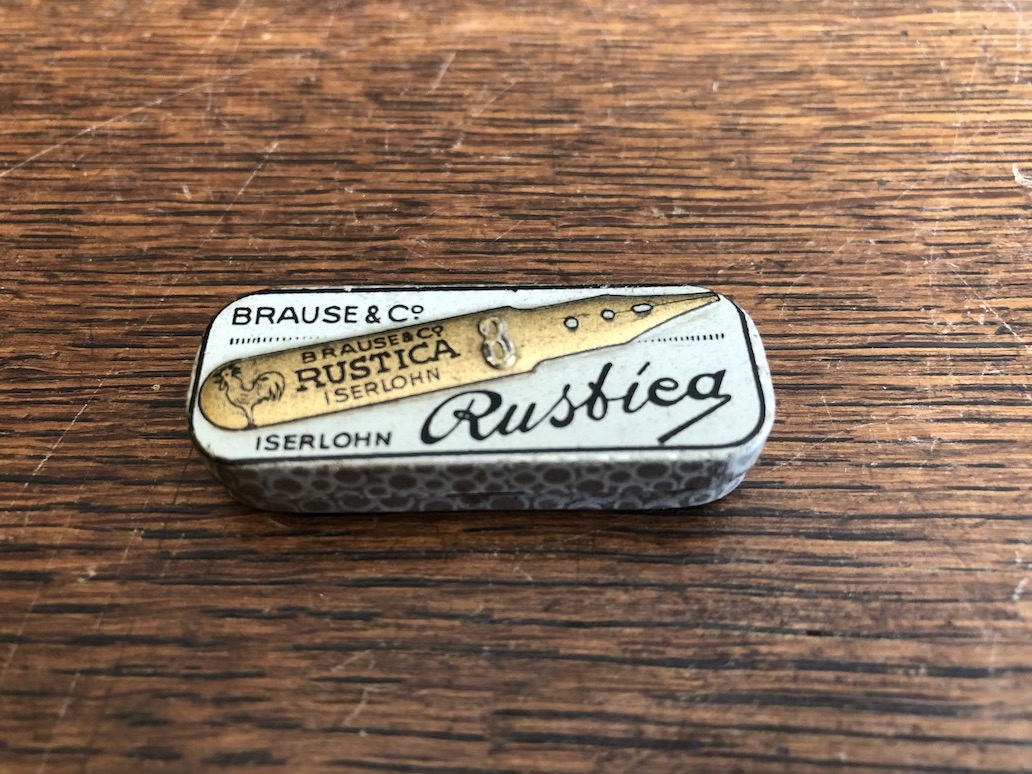 BRAUSE & Cº
BRAUSE & Cº
RUSTICA
ISERLOHN
8
Rustica
ISERLOHN